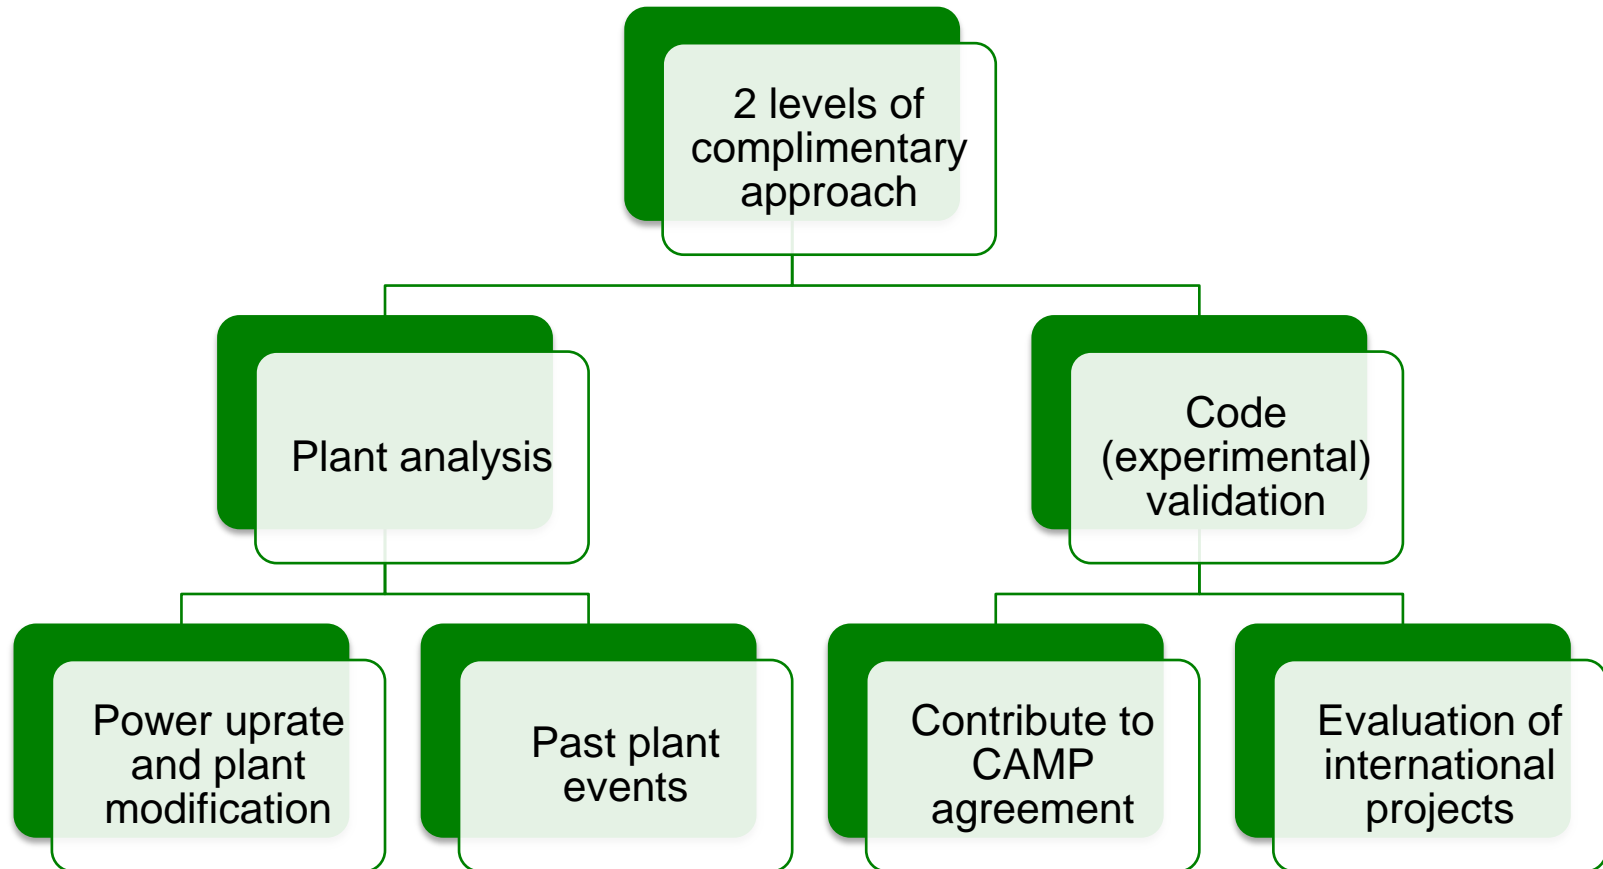 2 levels of
complimentary
approach
Plant analysis
Code
(experimental)
validation
Power uprate
and plant
modification
Past plant
events
Contribute to
CAMP
agreement
Evaluation of
international
projects